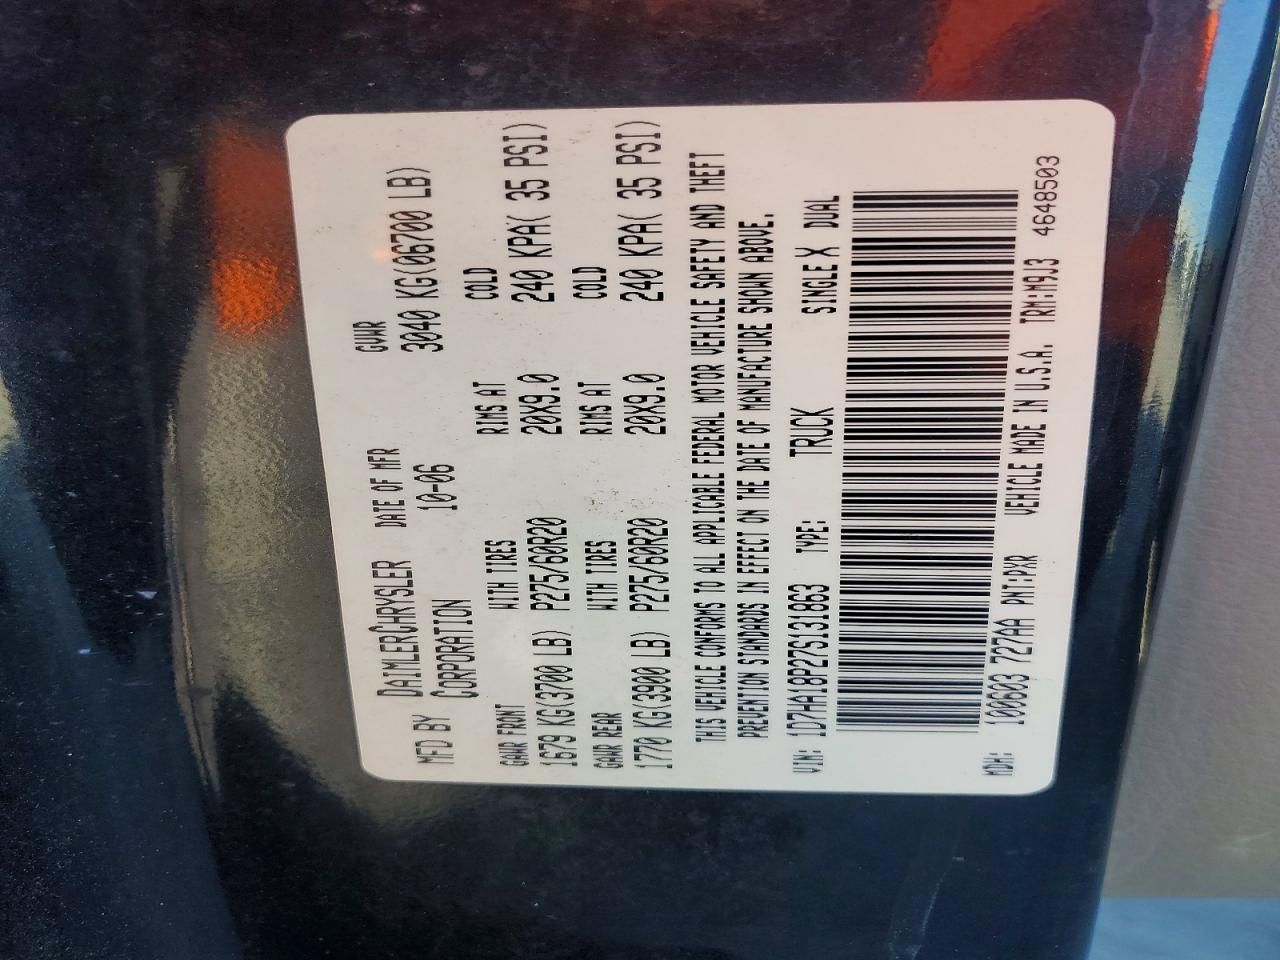 MFD BY DAIMLERCHRYSLER CORPORATION DATE OF MFR 10-06 GVWR 3040 KG(06700 LB)
GAWR FRONT WITH TIRES RIMS AT COLD
1679 KG(3700 LB) P275/60R20 20X9.0 240 KPA( 35 PSI)
GAWR REAR WITH TIRES RIMS AT COLD
1770 KG(3900 LB) P275/60R20 20X9.0 240 KPA( 35 PSI)
THIS VEHICLE CONFORMS TO ALL APPLICABLE FEDERAL MOTOR VEHICLE SAFETY AND THEFT
PREVENTION STANDARDS IN EFFECT ON THE DATE OF MANUFACTURE SHOWN ABOVE.
VIN: 1D7HA18P27S131863 TYPE: TRUCK SINGLE X DUAL
MDH: 100603 727AA PNT:PXR VEHICLE MADE IN U.S.A. TRM:M9J3 4648503